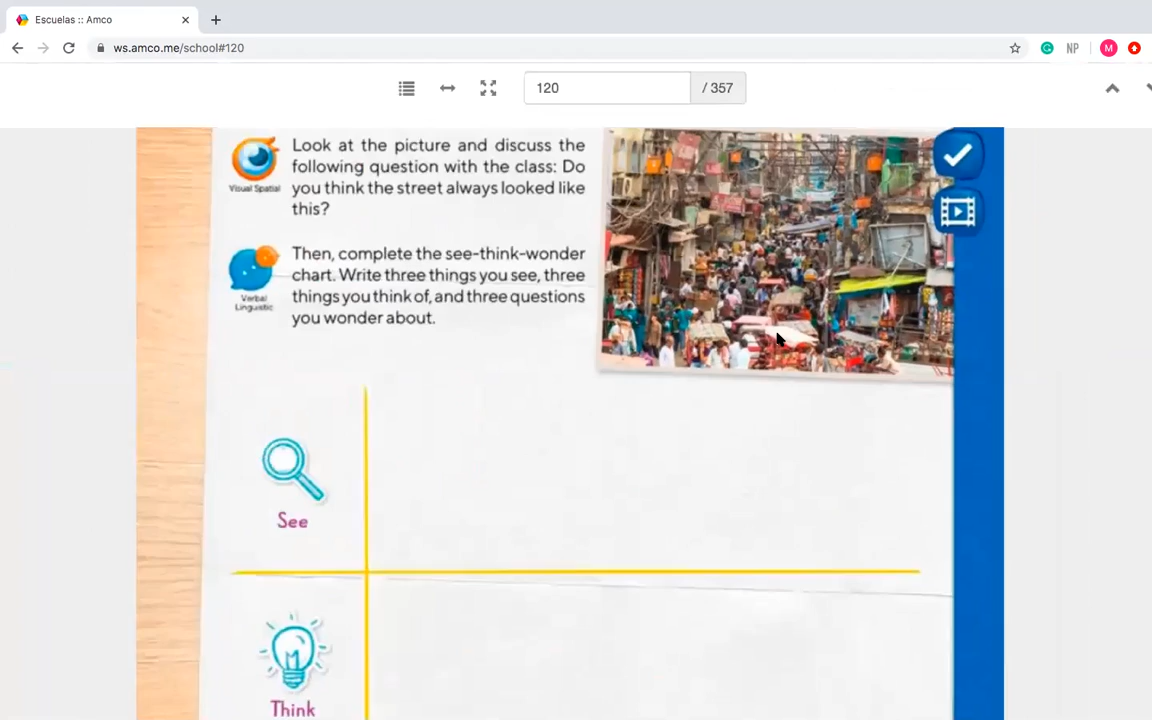 Escuelas :: Amco
ws.amco.me/school#120
NP
M
120
/ 357
Look at the picture and discuss the
following question with the class: Do
you think the street always looked like
this?
Visual Spatial
Then, complete the see-think-wonder
chart. Write three things you see, three
things you think of, and three questions
you wonder about.
Verbal
Linguistic
See
Think